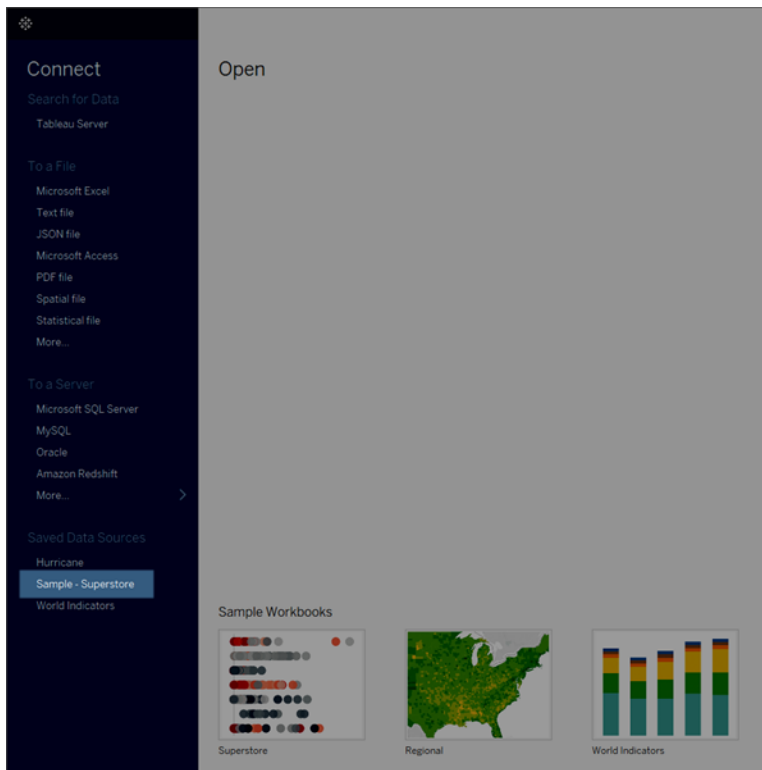 Connect
Search for Data
Tableau Server
To a File
Microsoft Excel
Text file
JSON file
Microsoft Access
PDF file
Spatial file
Statistical file
More...
To a Server
Microsoft SQL Server
MySQL
Oracle
Amazon Redshift
More...
Saved Data Sources
Hurricane
Sample - Superstore
World Indicators
Open
Sample Workbooks
Superstore
Regional
World Indicators